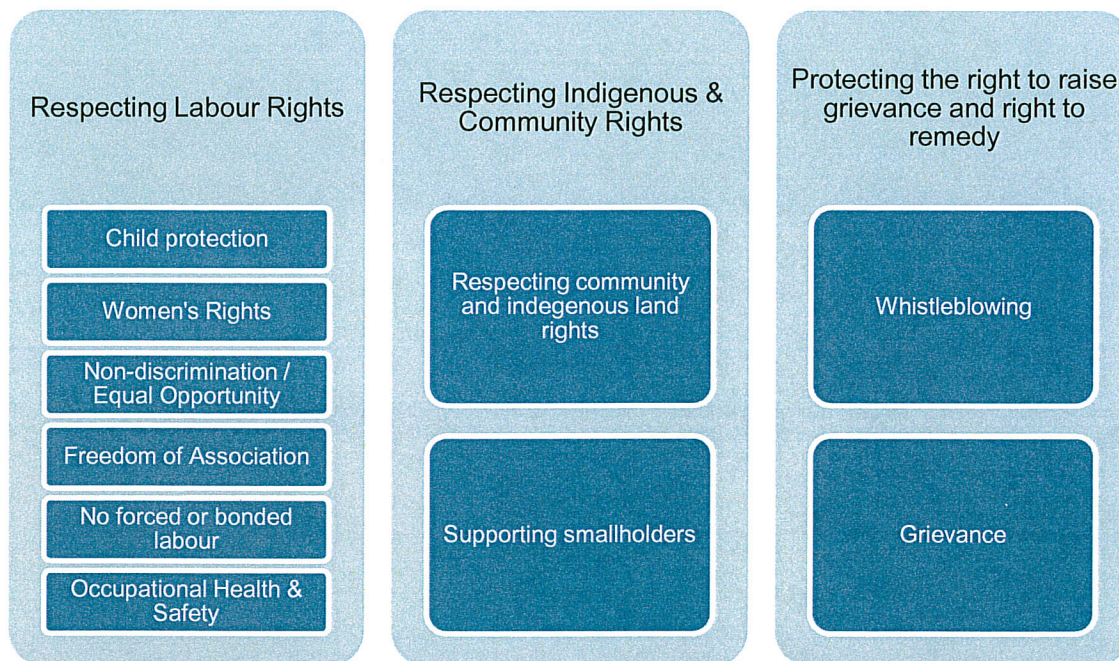 Respecting Labour Rights
Child protection
Women's Rights
Non-discrimination /
Equal Opportunity
Freedom of Association
No forced or bonded
labour
Occupational Health &
Safety
Respecting Indigenous &
Community Rights
Respecting community
and indegenous land
rights
Supporting smallholders
Protecting the right to raise
grievance and right to
remedy
Whistleblowing
Grievance